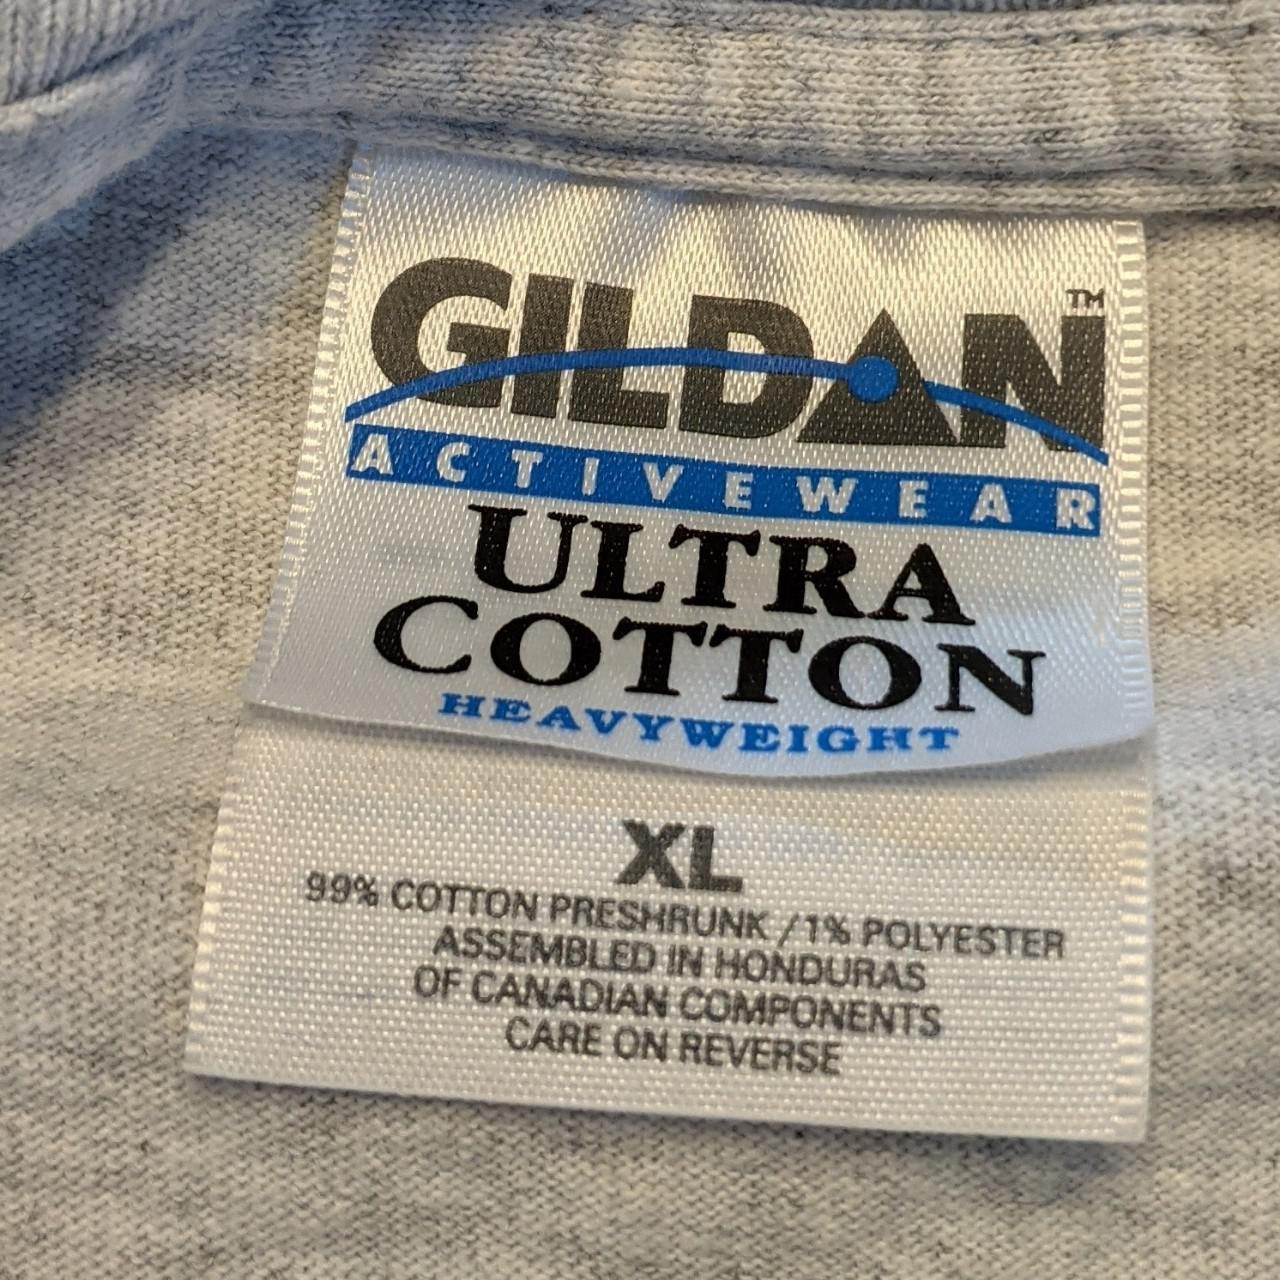 GILDAN™
ACTIVEWEAR
ULTRA
COTTON
HEAVYWEIGHT
XL
99% COTTON PRESHRUNK / 1% POLYESTER
ASSEMBLED IN HONDURAS
OF CANADIAN COMPONENTS
CARE ON REVERSE